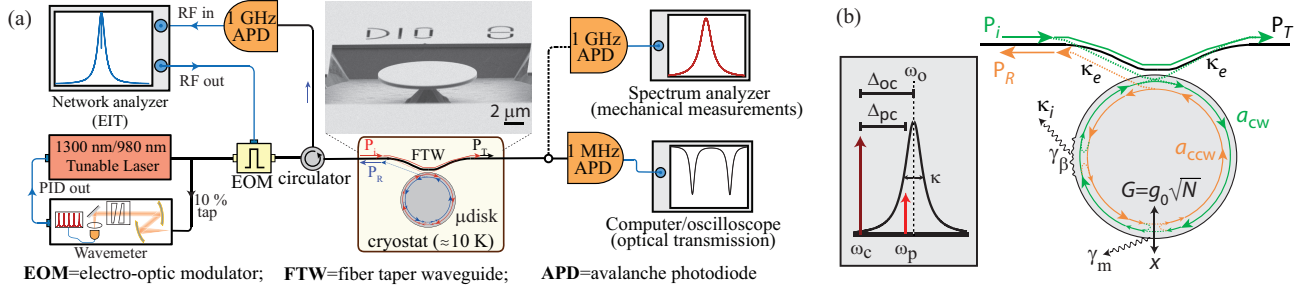 (a)
RF in
1 GHz
APD
RF out
Network analyzer
(EIT)
1300 nm/980 nm
Tunable Laser
PID out
10 %
tap
Wavemeter
EOM
circulator
D10 8
2 μm
P_i
FTW
P_T
P_R
μdisk
cryostat (≈10 K)
1 GHz
APD
Spectrum analyzer
(mechanical measurements)
1 MHz
APD
Computer/oscilloscope
(optical transmission)
EOM=electro-optic modulator; FTW=fiber taper waveguide; APD=avalanche photodiode
(b)
Δ_oc
ω_o
Δ_pc
κ
ω_c
ω_p
P_i
P_T
P_R
κ_e
κ_e
κ_i
γ_β
a_cw
a_ccw
G=g_0√N
γ_m
x